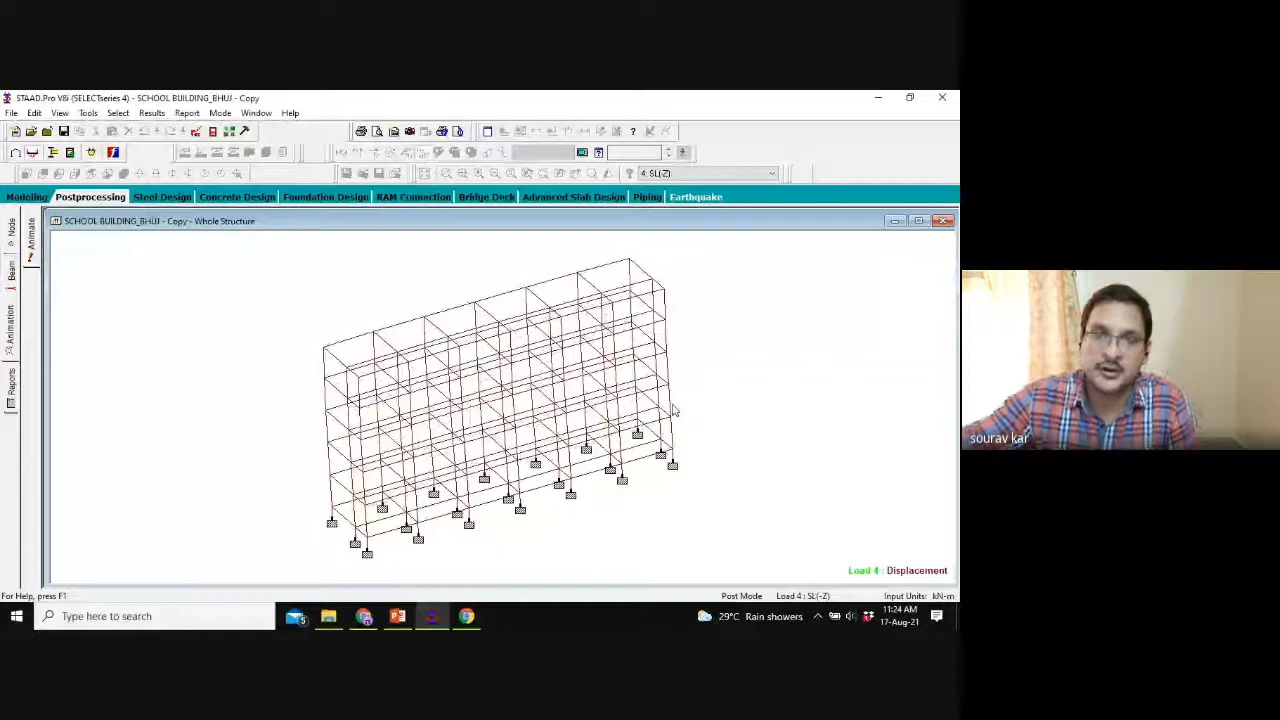 STAAD.Pro V8i (SELECTseries 4) - SCHOOL BUILDING_BHUJ - Copy
File Edit View Tools Select Results Report Mode Window Help
4: SL(-Z)
Modeling Postprocessing Steel Design Concrete Design Foundation Design RAM Connection Bridge Deck Advanced Slab Design Piping Earthquake
SCHOOL BUILDING_BHUJ - Copy - Whole Structure
Node
Beam
Animation
Reports
Animate
Load 4 : Displacement
sourav kar
For Help, press F1
Post Mode Load 4 : SL(-Z) Input Units: kN-m
Type here to search
5
29°C Rain showers
11:24 AM
17-Aug-21